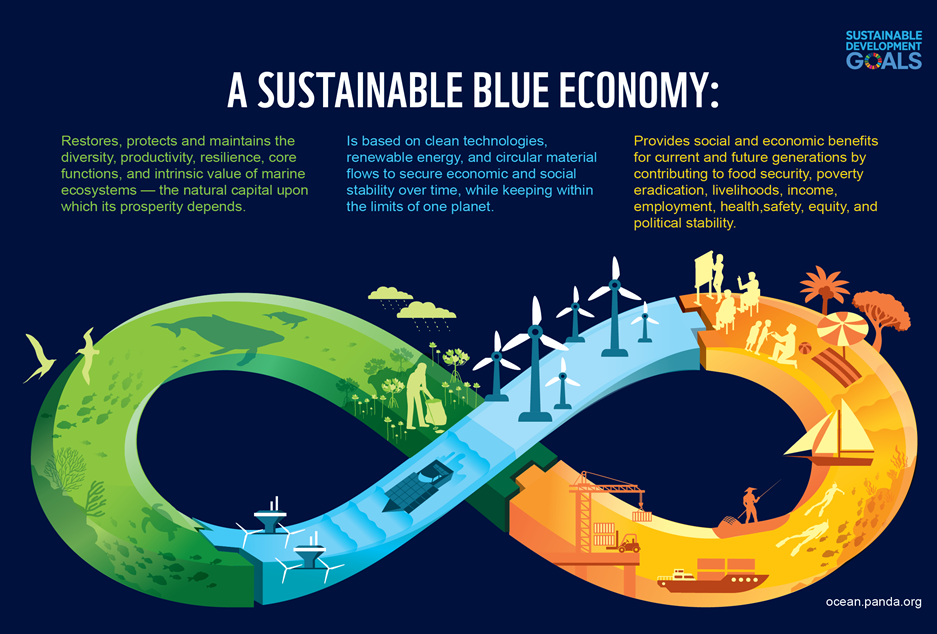 SUSTAINABLE
DEVELOPMENT
GOALS
A SUSTAINABLE BLUE ECONOMY:
Restores, protects and maintains the
diversity, productivity, resilience, core
functions, and intrinsic value of marine
ecosystems — the natural capital upon
which its prosperity depends.
Is based on clean technologies,
renewable energy, and circular material
flows to secure economic and social
stability over time, while keeping within
the limits of one planet.
Provides social and economic benefits
for current and future generations by
contributing to food security, poverty
eradication, livelihoods, income,
employment, health,safety, equity, and
political stability.
ocean.panda.org